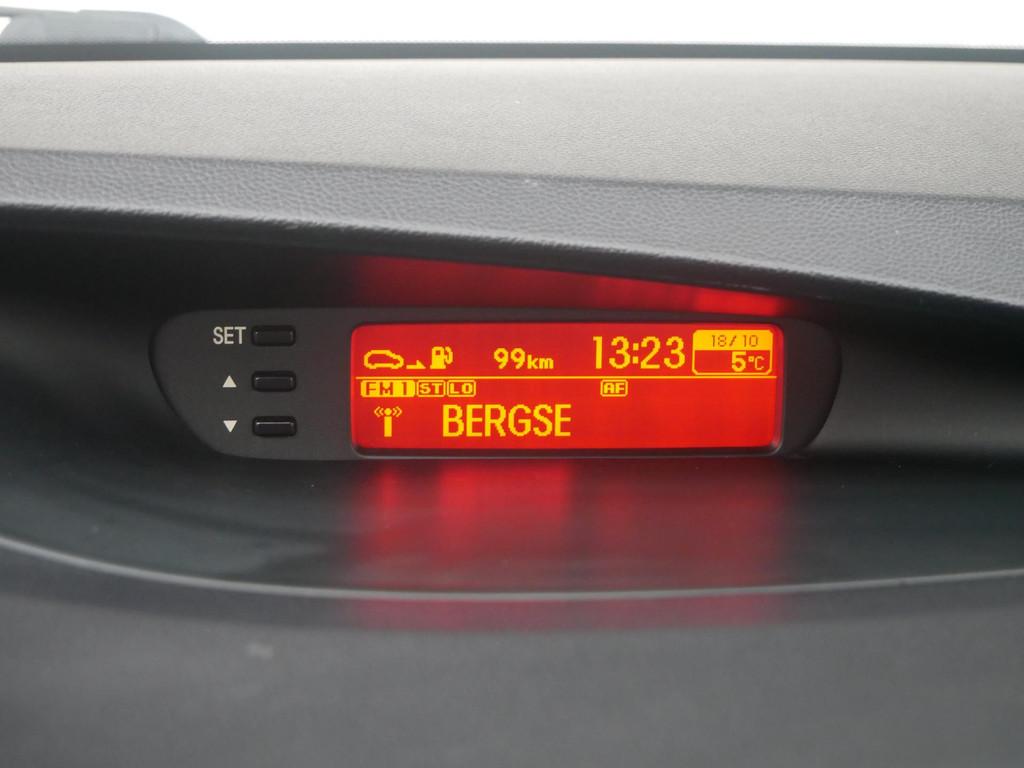 SET
99km 13:23 18/10
5°C
FM1 ST LO AF
BERGSE